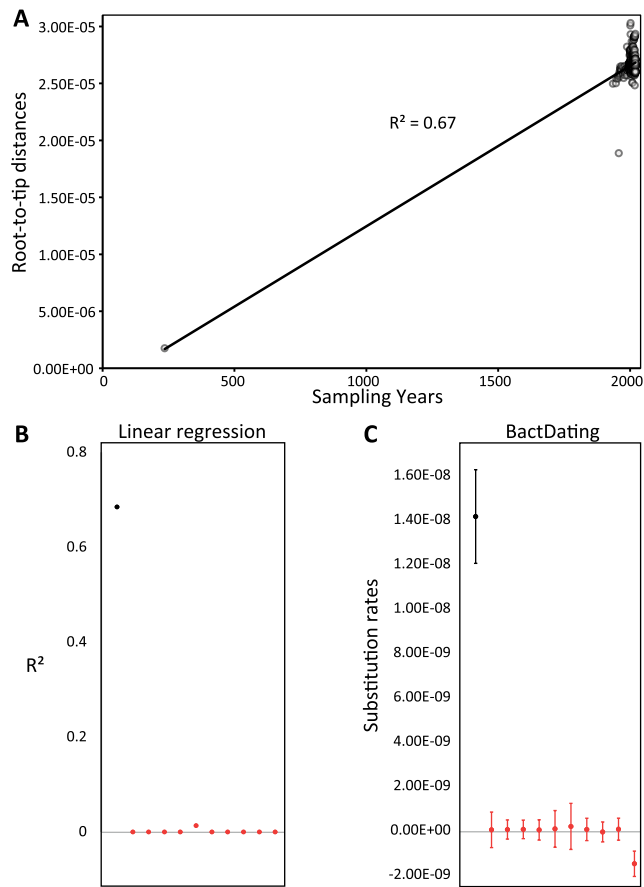 A
3.00E-05
2.50E-05
2.00E-05
1.50E-05
1.00E-05
5.00E-06
0.00E+00
Root-to-tip distances
R² = 0.67
0 500 1000 1500 2000
Sampling Years
B
Linear regression
0.8
0.6
0.4
0.2
0
R²
C
BactDating
1.60E-08
1.40E-08
1.20E-08
1.00E-08
8.00E-09
6.00E-09
4.00E-09
2.00E-09
0.00E+00
-2.00E-09
Substitution rates